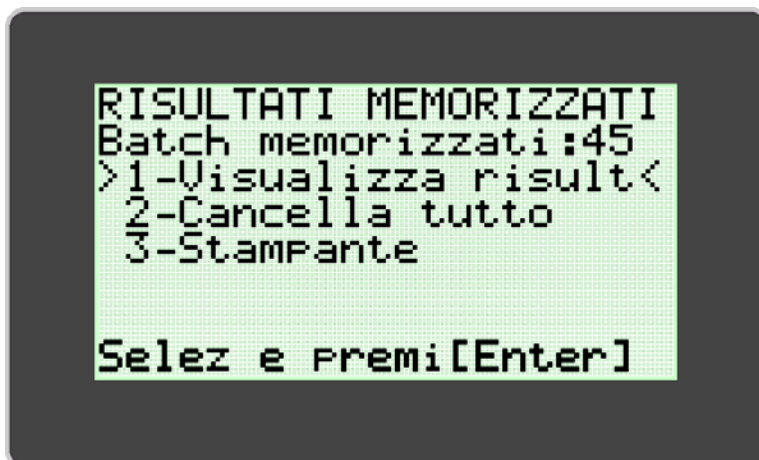 RISULTATI MEMORIZZATI
Batch memorizzati:45
>1-Visualizza risult<
2-Cancella tutto
3-Stampante
Selez e premi[Enter]